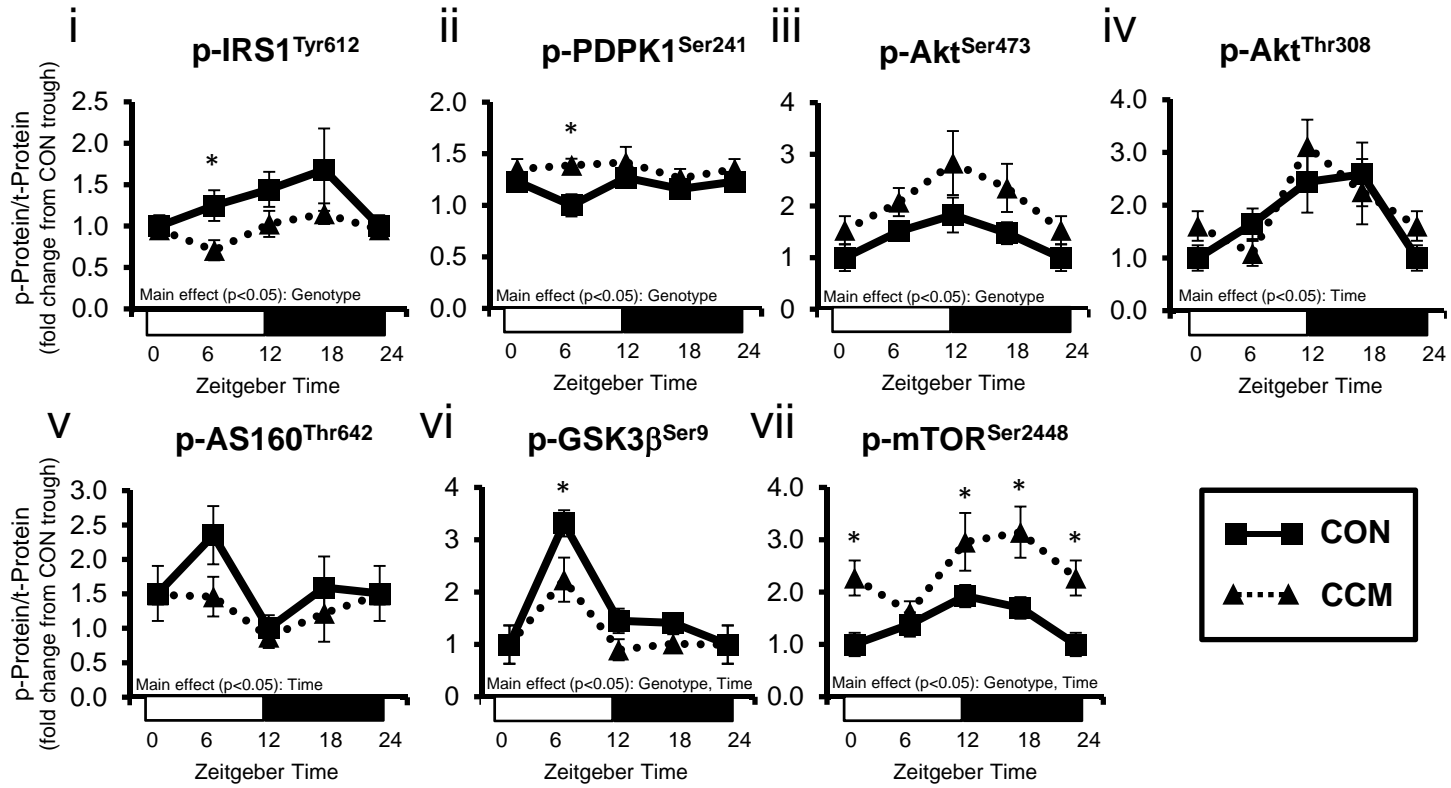 i
p-IRS1Tyr612
p-Protein/t-Protein
(fold change from CON trough)
2.5
2.0
1.5
1.0
0.5
0.0
*
Main effect (p<0.05): Genotype
0 6 12 18 24
Zeitgeber Time
ii
p-PDPK1Ser241
2.0
1.5
1.0
0.5
0.0
*
Main effect (p<0.05): Genotype
0 6 12 18 24
Zeitgeber Time
iii
p-AktSer473
4
3
2
1
0
Main effect (p<0.05): Genotype
0 6 12 18 24
Zeitgeber Time
iv
p-AktThr308
4.0
3.0
2.0
1.0
0.0
Main effect (p<0.05): Time
0 6 12 18 24
Zeitgeber Time
v
p-AS160Thr642
p-Protein/t-Protein
(fold change from CON trough)
3.0
2.5
2.0
1.5
1.0
0.5
0.0
Main effect (p<0.05): Time
0 6 12 18 24
Zeitgeber Time
vi
p-GSK3βSer9
4
3
2
1
0
*
Main effect (p<0.05): Genotype, Time
0 6 12 18 24
Zeitgeber Time
vii
p-mTORSer2448
4.0
3.0
2.0
1.0
0.0
* * * *
Main effect (p<0.05): Genotype, Time
0 6 12 18 24
Zeitgeber Time
CON
CCM